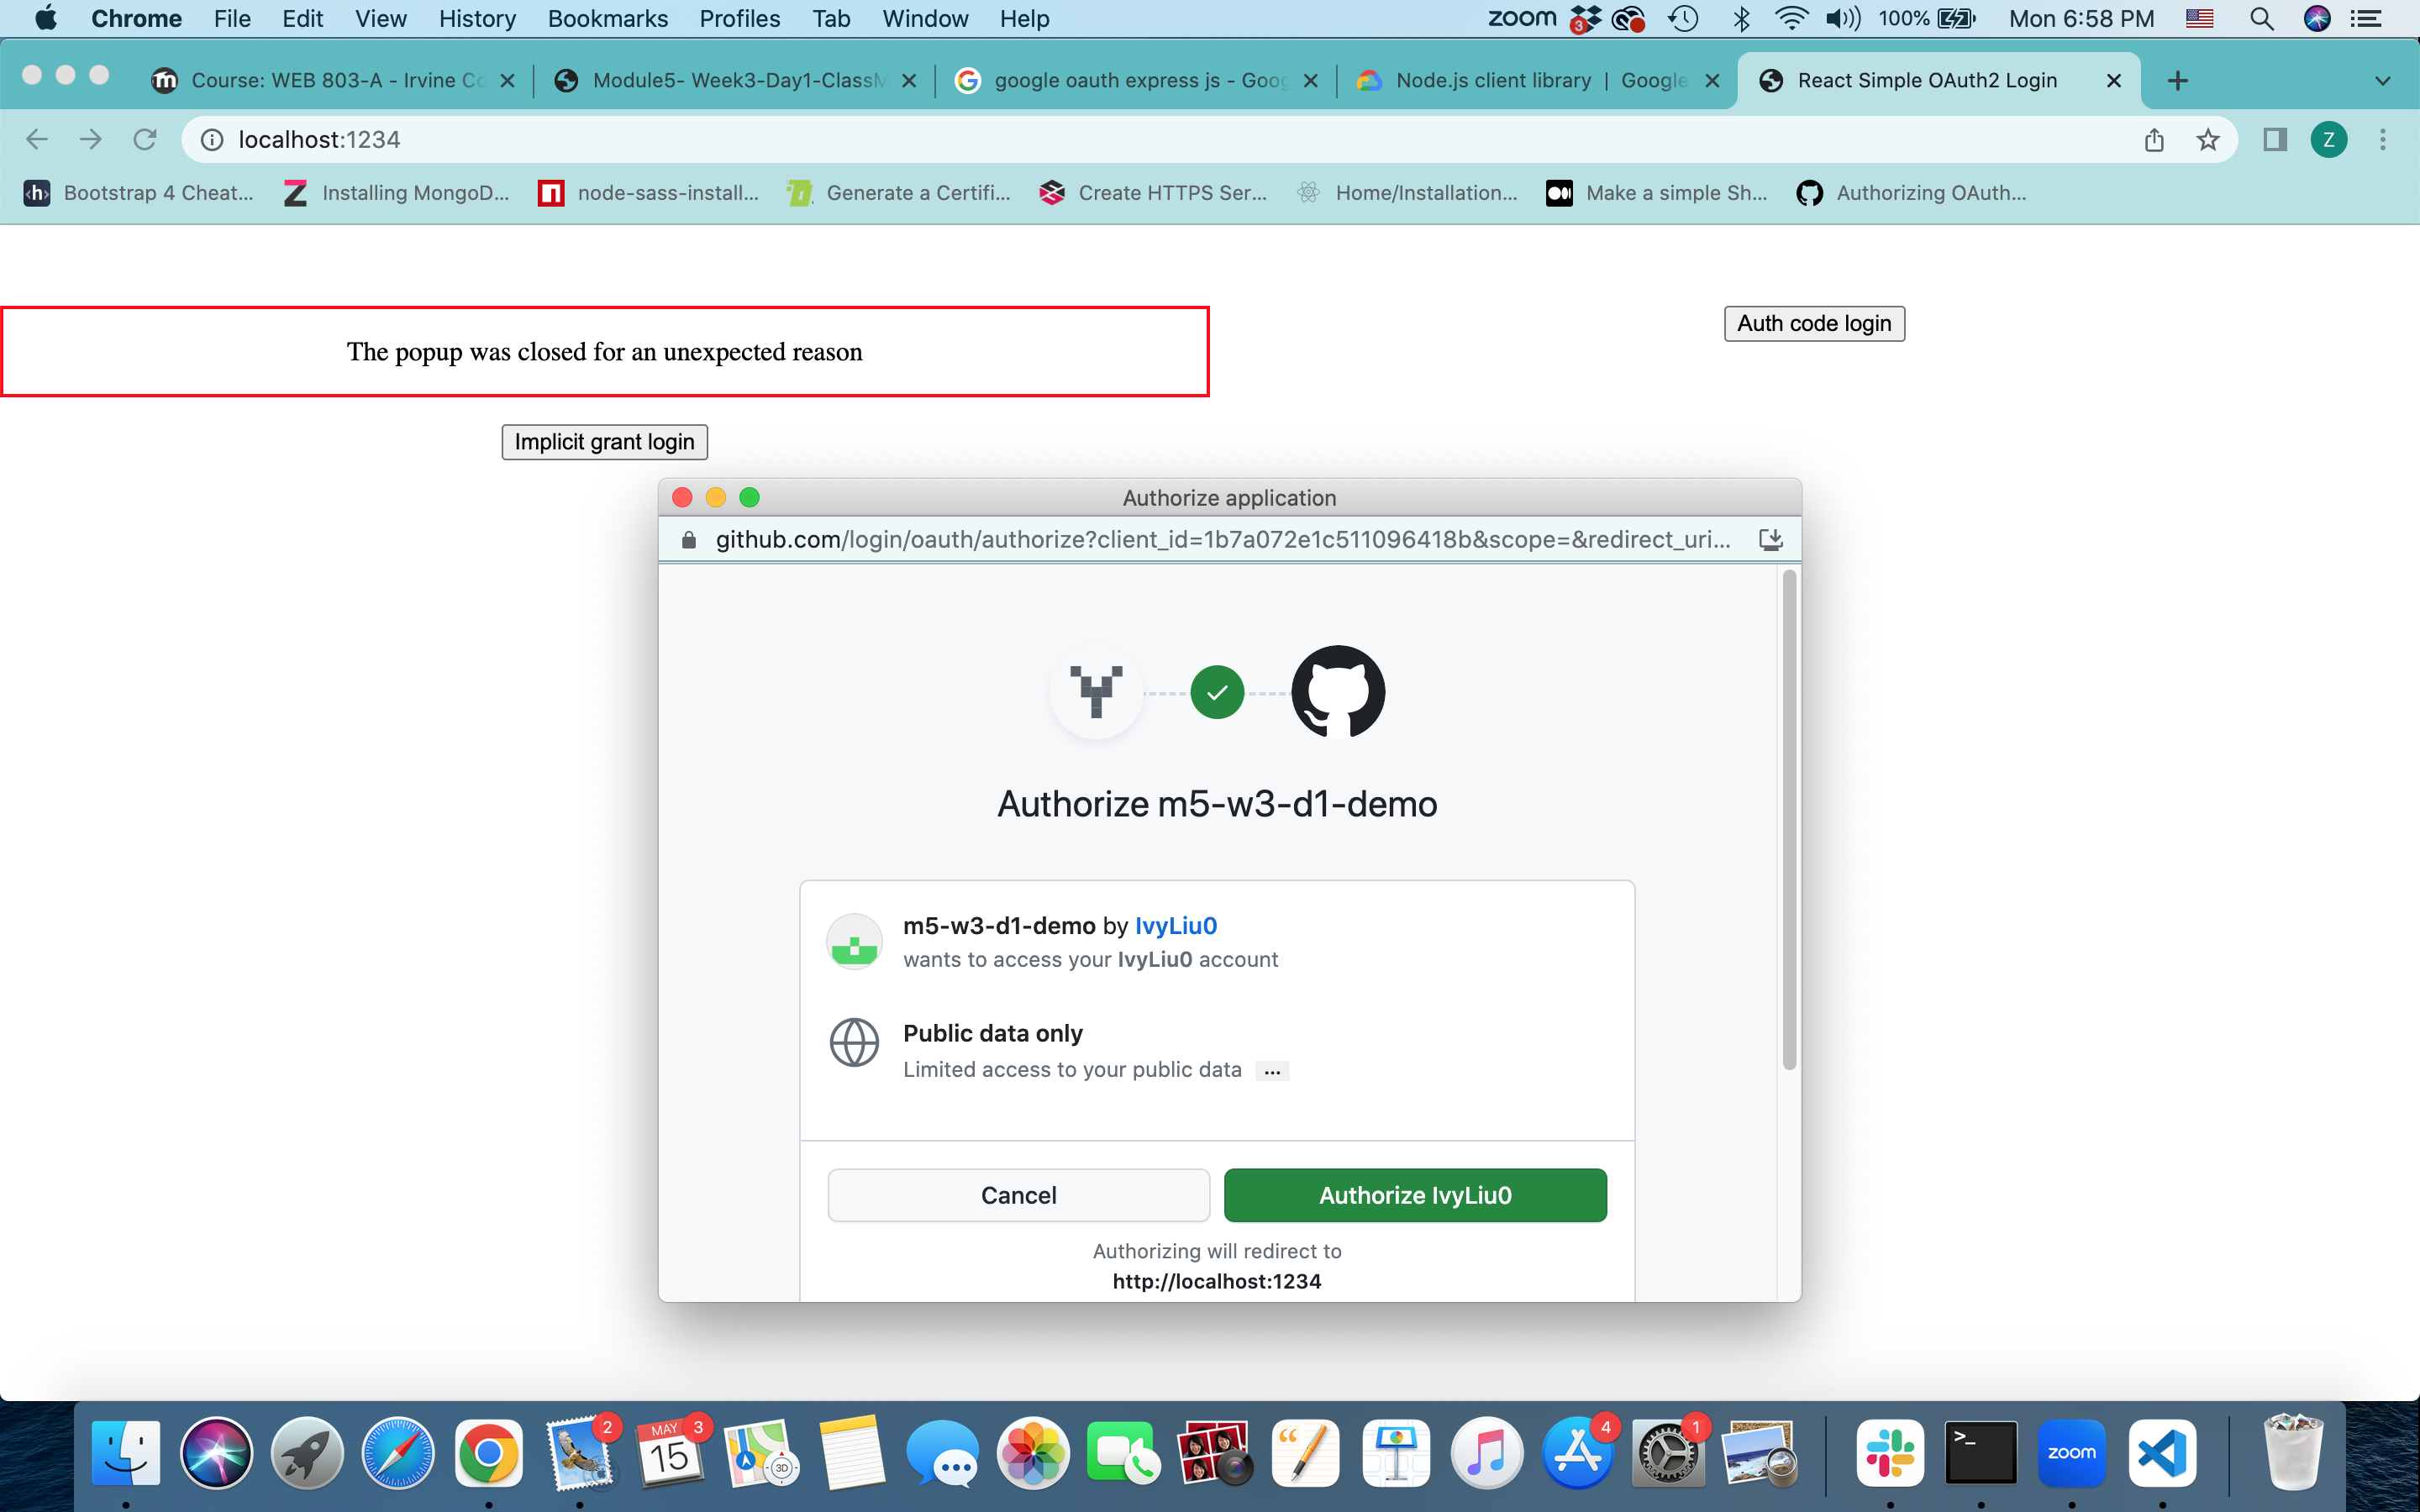 Chrome File Edit View History Bookmarks Profiles Tab Window Help zoom 3 100% Mon 6:58 PM
Course: WEB 803-A - Irvine Co Module5- Week3-Day1-ClassM google oauth express js - Goog Node.js client library | Google React Simple OAuth2 Login
localhost:1234 Z
Bootstrap 4 Cheat... Installing MongoD... node-sass-install... Generate a Certifi... Create HTTPS Ser... Home/Installation... Make a simple Sh... Authorizing OAuth...
The popup was closed for an unexpected reason
Auth code login
Implicit grant login
Authorize application
github.com/login/oauth/authorize?client_id=1b7a072e1c511096418b&scope=&redirect_uri...
Authorize m5-w3-d1-demo
m5-w3-d1-demo by IvyLiu0
wants to access your IvyLiu0 account
Public data only
Limited access to your public data ...
Cancel Authorize IvyLiu0
Authorizing will redirect to
http://localhost:1234
2 MAY 15 3 3D 4 1 >_ zoom